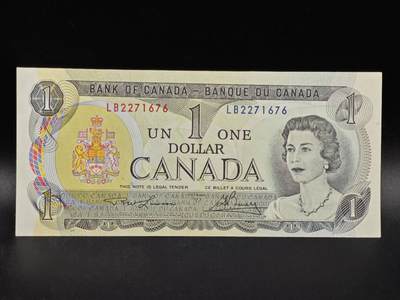 BANK OF CANADA - BANQUE DU CANADA
1 LB2271676 LB2271676 1
UN 1 ONE
DOLLAR
CANADA
THIS NOTE IS LEGAL TENDER CE BILLET A COURS LÉGAL
1 1